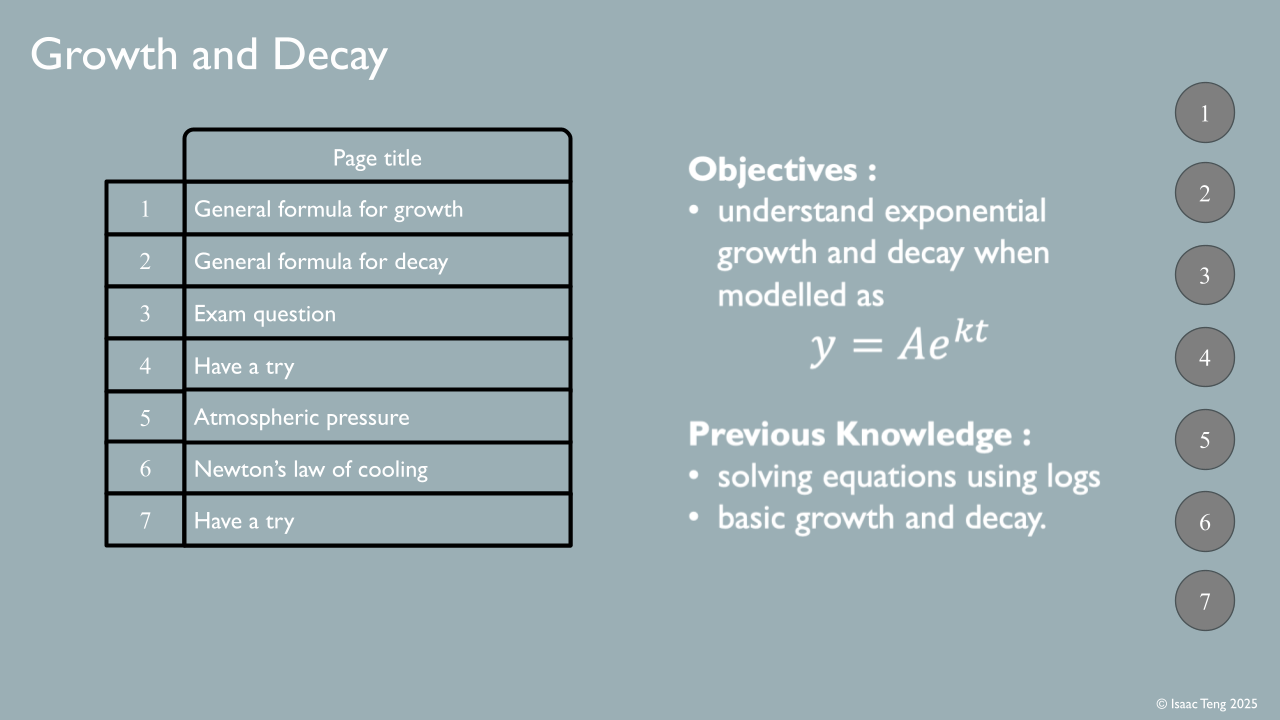 Growth and Decay
Page title
1 General formula for growth
2 General formula for decay
3 Exam question
4 Have a try
5 Atmospheric pressure
6 Newton’s law of cooling
7 Have a try
Objectives :
• understand exponential
growth and decay when
modelled as
y = Ae^{kt}
Previous Knowledge :
• solving equations using logs
• basic growth and decay.
1
2
3
4
5
6
7
© Isaac Teng 2025